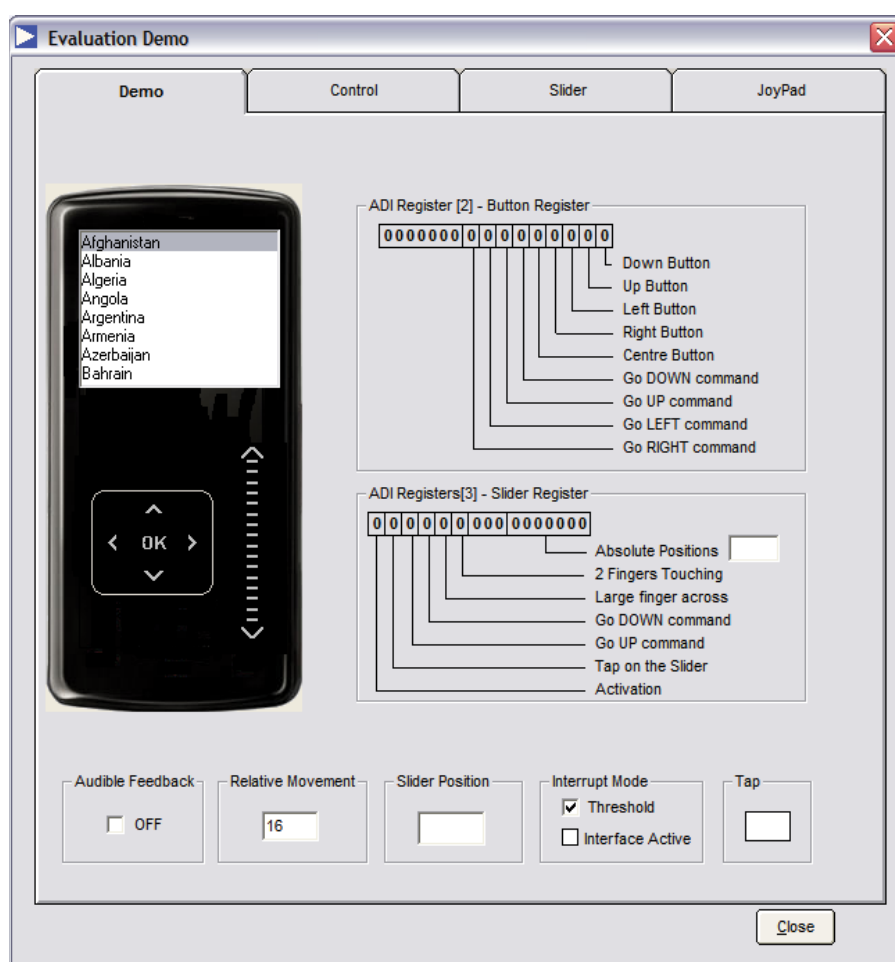 Evaluation Demo
Demo Control Slider JoyPad
Afghanistan
Albania
Algeria
Angola
Argentina
Armenia
Azerbaijan
Bahrain
OK
ADI Register [2] - Button Register
0000000 0 0 0 0 0 0 0 0 0
Down Button
Up Button
Left Button
Right Button
Centre Button
Go DOWN command
Go UP command
Go LEFT command
Go RIGHT command
ADI Registers[3] - Slider Register
0 0 0 0 0 0 000 0000000
Absolute Positions
2 Fingers Touching
Large finger across
Go DOWN command
Go UP command
Tap on the Slider
Activation
Audible Feedback
OFF
Relative Movement
16
Slider Position
Interrupt Mode
Threshold
Interface Active
Tap
Close